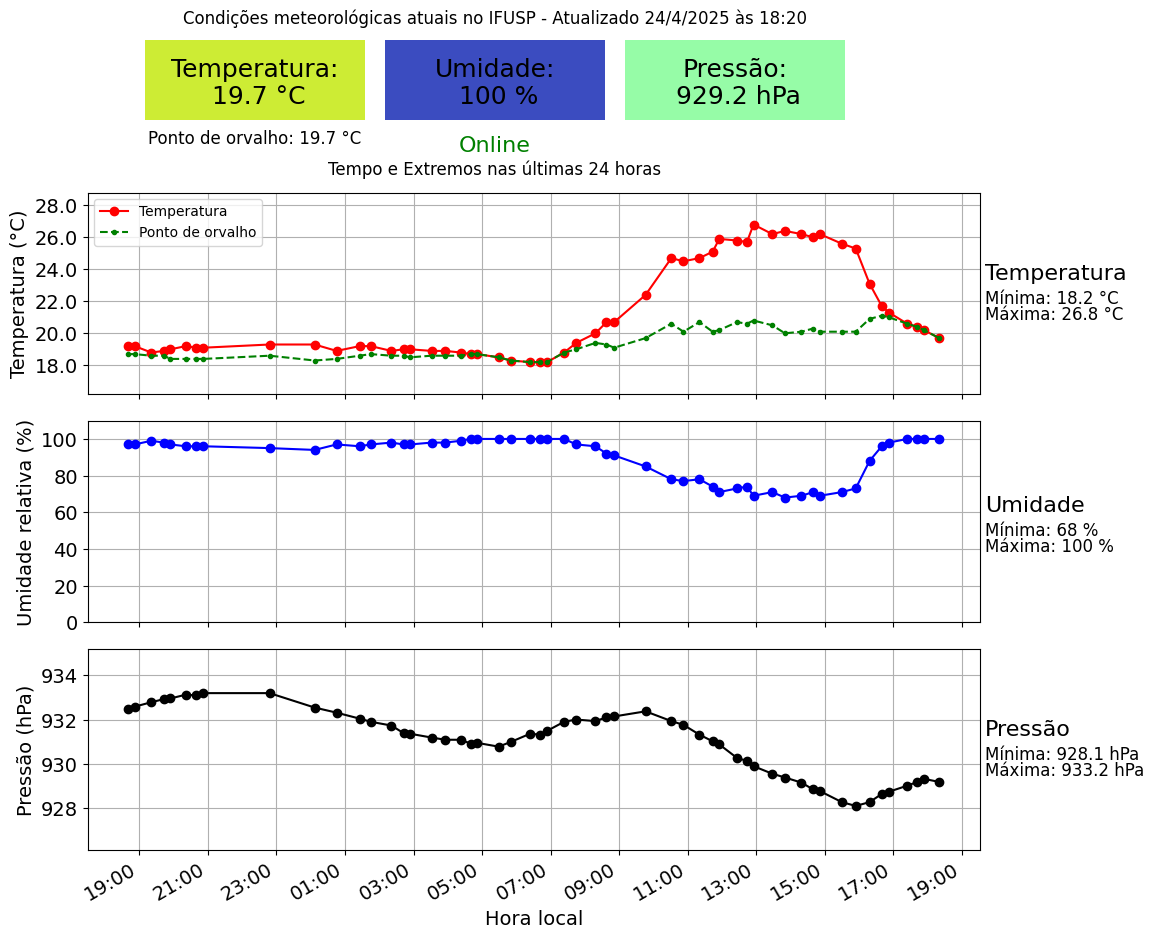 Condições meteorológicas atuais no IFUSP - Atualizado 24/4/2025 às 18:20
Temperatura:
19.7 °C
Umidade:
100 %
Pressão:
929.2 hPa
Ponto de orvalho: 19.7 °C
Online
Tempo e Extremos nas últimas 24 horas
Temperatura (°C)
28.0
26.0
24.0
22.0
20.0
18.0
Temperatura
Ponto de orvalho
Temperatura
Mínima: 18.2 °C
Máxima: 26.8 °C
Umidade relativa (%)
100
80
60
40
20
0
Umidade
Mínima: 68 %
Máxima: 100 %
Pressão (hPa)
934
932
930
928
Pressão
Mínima: 928.1 hPa
Máxima: 933.2 hPa
19:00 21:00 23:00 01:00 03:00 05:00 07:00 09:00 11:00 13:00 15:00 17:00 19:00
Hora local